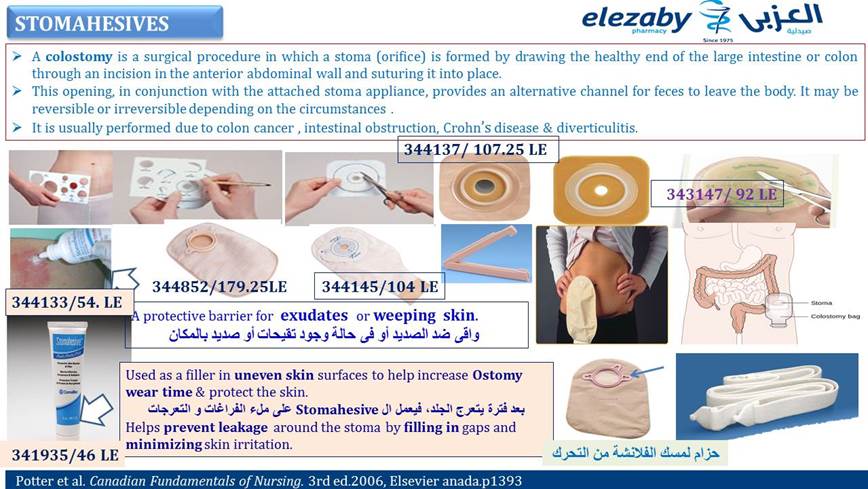 STOMAHESIVES
elezaby
pharmacy
العزبى
صيدلية
Since 1975
➢ A colostomy is a surgical procedure in which a stoma (orifice) is formed by drawing the healthy end of the large intestine or colon
through an incision in the anterior abdominal wall and suturing it into place.
➢ This opening, in conjunction with the attached stoma appliance, provides an alternative channel for feces to leave the body. It may be
reversible or irreversible depending on the circumstances .
➢ It is usually performed due to colon cancer , intestinal obstruction, Crohn's disease & diverticulitis.
344137/ 107.25 LE
343147/ 92 LE
344852/179.25LE
344145/104 LE
344133/54. LE
Stoma
Colostomy bag
A protective barrier for exudates or weeping skin.
واقى ضد الصديد أو فى حالة وجود تقيحات أو صديد بالمكان
Stomahesive
Used as a filler in uneven skin surfaces to help increase Ostomy
wear time & protect the skin.
بعد فترة يتعرج الجلد، فيعمل ال Stomahesive على ملء الفراغات و التعرجات
Helps prevent leakage around the stoma by filling in gaps and
minimizing skin irritation.
341935/46 LE
حزام لمسك الفلانشة من التحرك
Potter et al. Canadian Fundamentals of Nursing. 3rd ed.2006, Elsevier anada.p1393